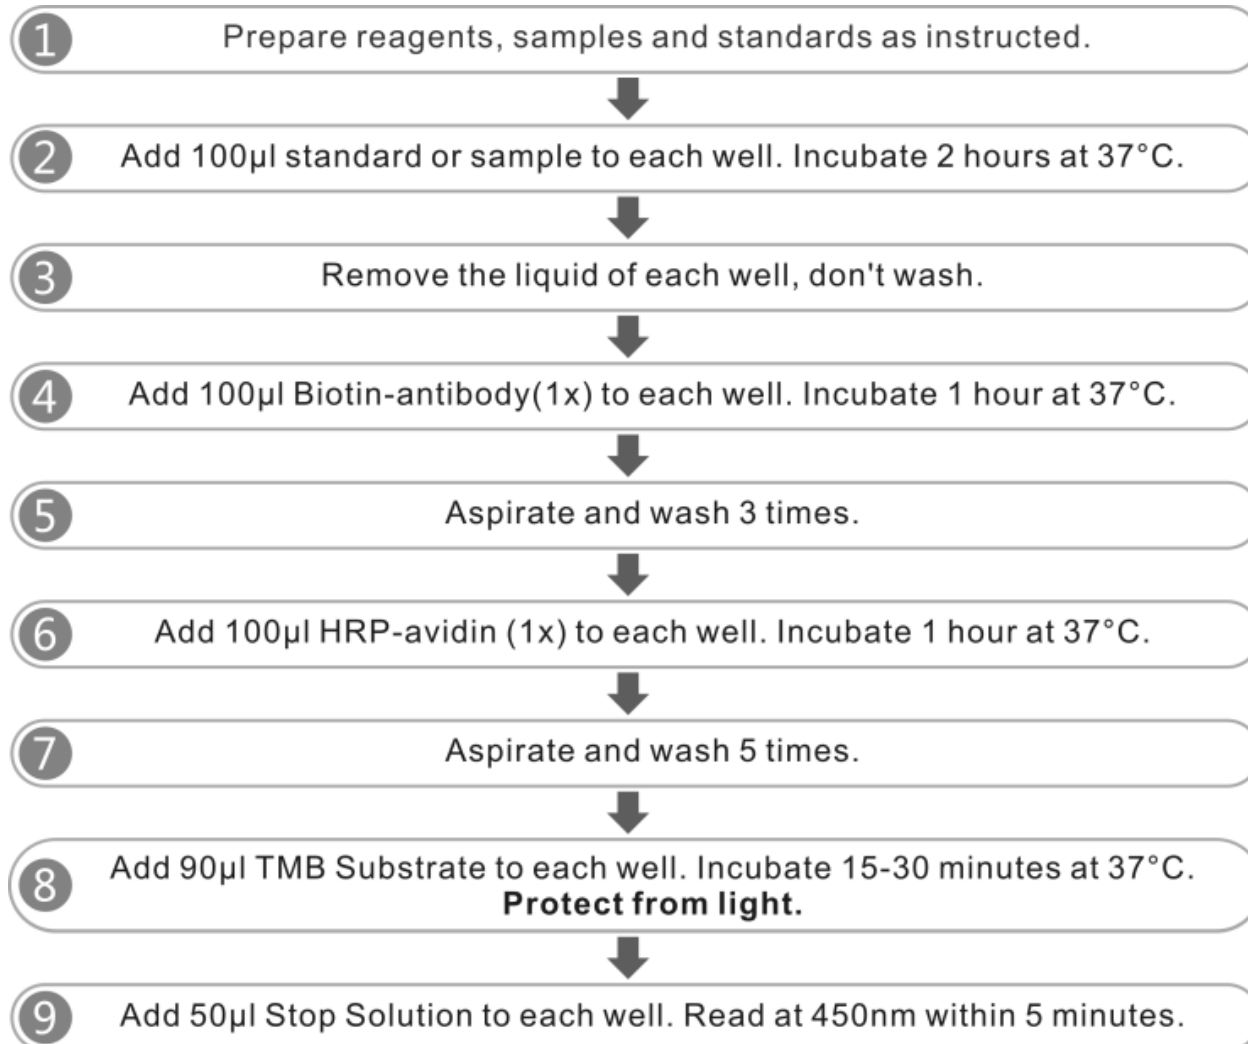 1 Prepare reagents, samples and standards as instructed.
2 Add 100µl standard or sample to each well. Incubate 2 hours at 37°C.
3 Remove the liquid of each well, don't wash.
4 Add 100µl Biotin-antibody(1x) to each well. Incubate 1 hour at 37°C.
5 Aspirate and wash 3 times.
6 Add 100µl HRP-avidin (1x) to each well. Incubate 1 hour at 37°C.
7 Aspirate and wash 5 times.
8 Add 90µl TMB Substrate to each well. Incubate 15-30 minutes at 37°C.
Protect from light.
9 Add 50µl Stop Solution to each well. Read at 450nm within 5 minutes.